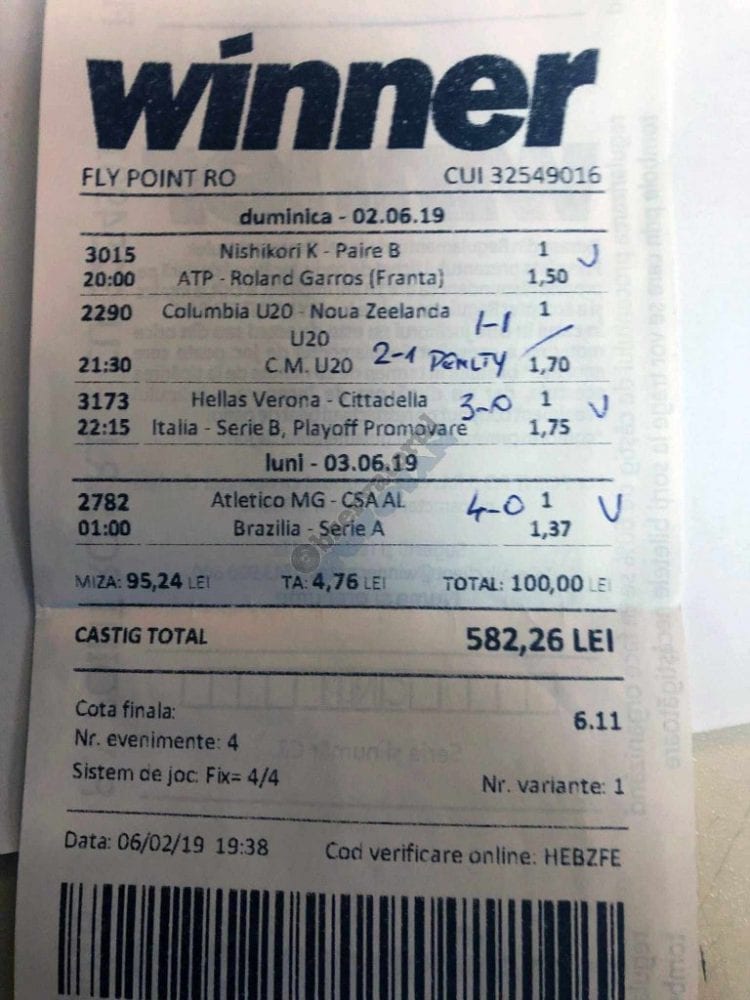 winner
FLY POINT RO CUI 32549016
duminica - 02.06.19
3015 Nishikori K - Paire B 1 V
20:00 ATP - Roland Garros (Franta) 1,50
2290 Columbia U20 - Noua Zeelanda 1
U20 1-1
21:30 C.M. U20 2-1 PENLTY 1,70
3173 Hellas Verona - Cittadella 3-0 1 V
22:15 Italia - Serie B, Playoff Promovare 1,75
luni - 03.06.19
2782 Atletico MG - CSA AL 4-0 1 V
01:00 Brazilia - Serie A 1,37
MIZA: 95,24 LEI TA: 4,76 LEI TOTAL: 100,00 LEI
CASTIG TOTAL 582,26 LEI
Cota finala: 6.11
Nr. evenimente: 4
Sistem de joc: Fix= 4/4 Nr. variante: 1
Data: 06/02/19 19:38 Cod verificare online: HEBZFE